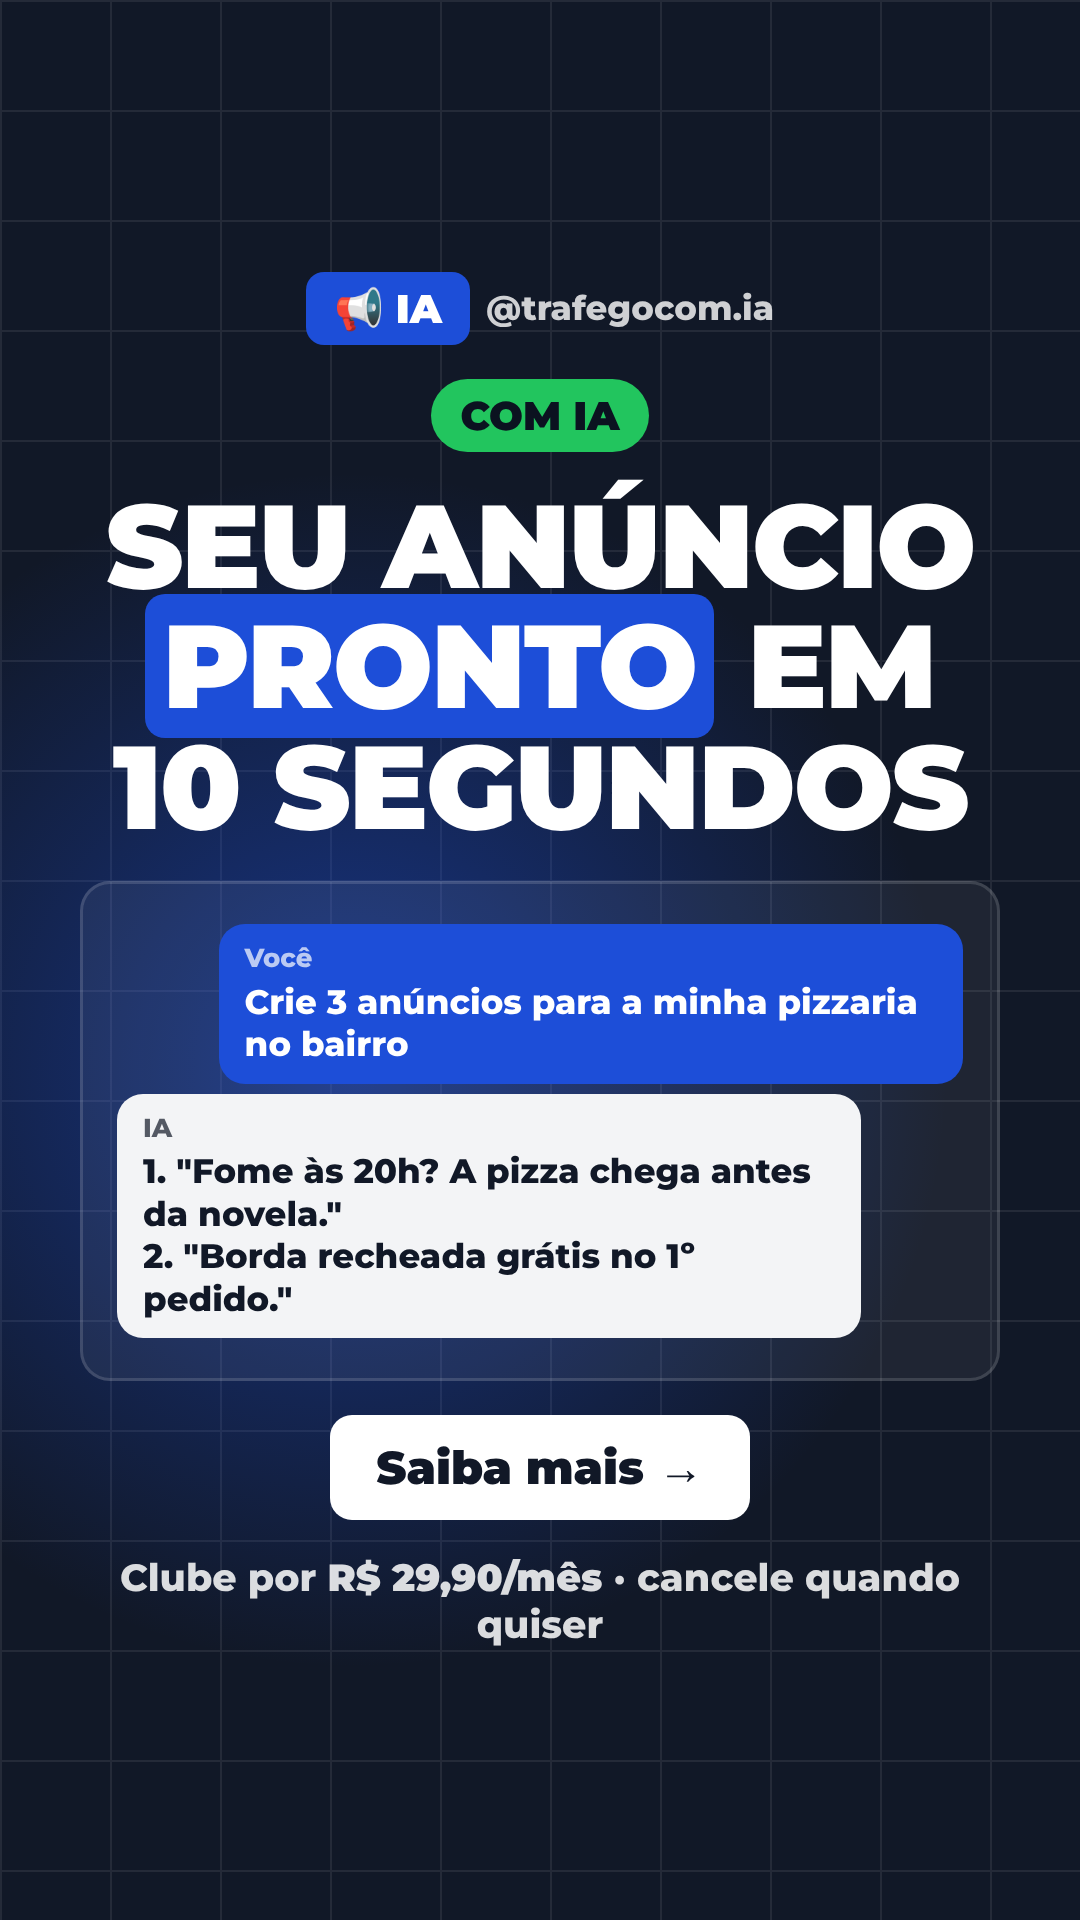 📢 IA @trafegocom.ia
COM IA
SEU ANÚNCIO
PRONTO EM
10 SEGUNDOS
Você
Crie 3 anúncios para a minha pizzaria
no bairro
IA
1. "Fome às 20h? A pizza chega antes
da novela."
2. "Borda recheada grátis no 1º
pedido."
Saiba mais →
Clube por R$ 29,90/mês · cancele quando
quiser